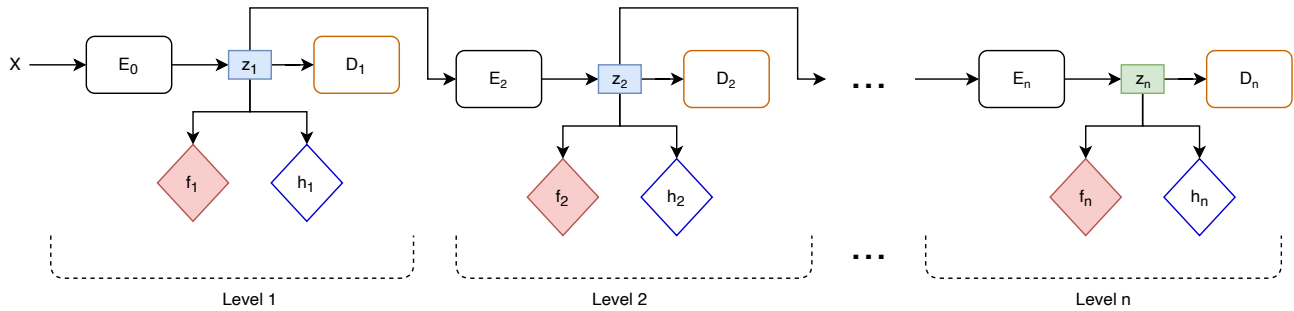 X
E0
z1
D1
f1
h1
Level 1
E2
z2
D2
f2
h2
Level 2
...
...
En
zn
Dn
fn
hn
Level n